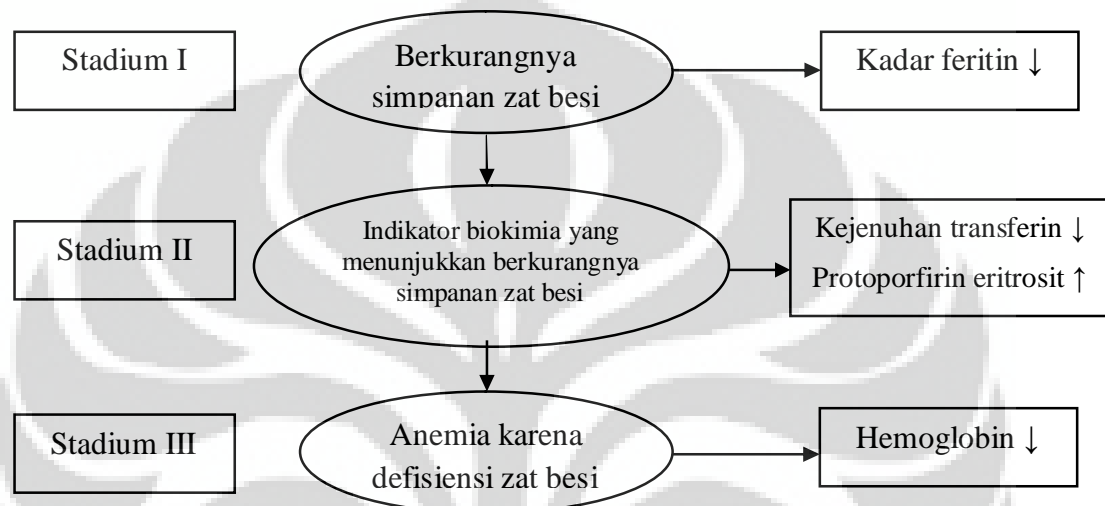 Stadium I
Berkurangnya
simpanan zat besi
Kadar feritin ↓
Stadium II
Indikator biokimia yang
menunjukkan berkurangnya
simpanan zat besi
Kejenuhan transferin ↓
Protoporfirin eritrosit ↑
Stadium III
Anemia karena
defisiensi zat besi
Hemoglobin ↓